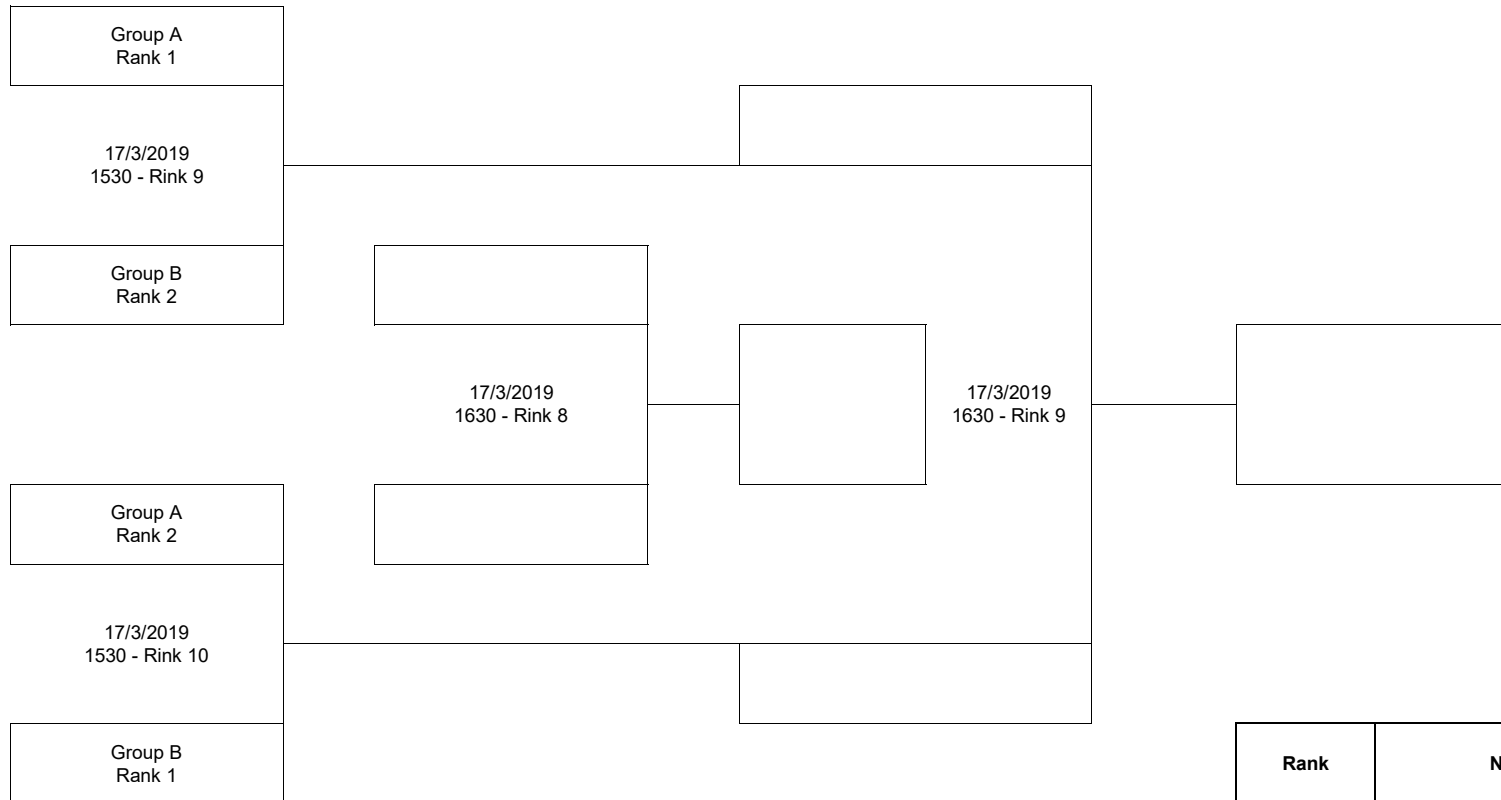 Group A
Rank 1
17/3/2019
1530 - Rink 9
Group B
Rank 2
17/3/2019
1630 - Rink 8
17/3/2019
1630 - Rink 9
Group A
Rank 2
17/3/2019
1530 - Rink 10
Group B
Rank 1
Rank